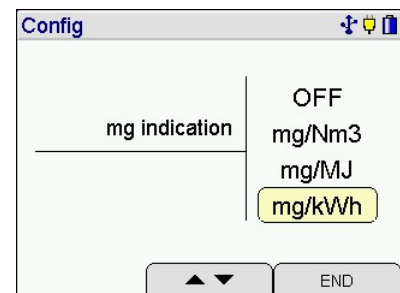 Config
OFF
mg indication
mg/Nm3
mg/MJ
mg/kWh
▲ ▼
END